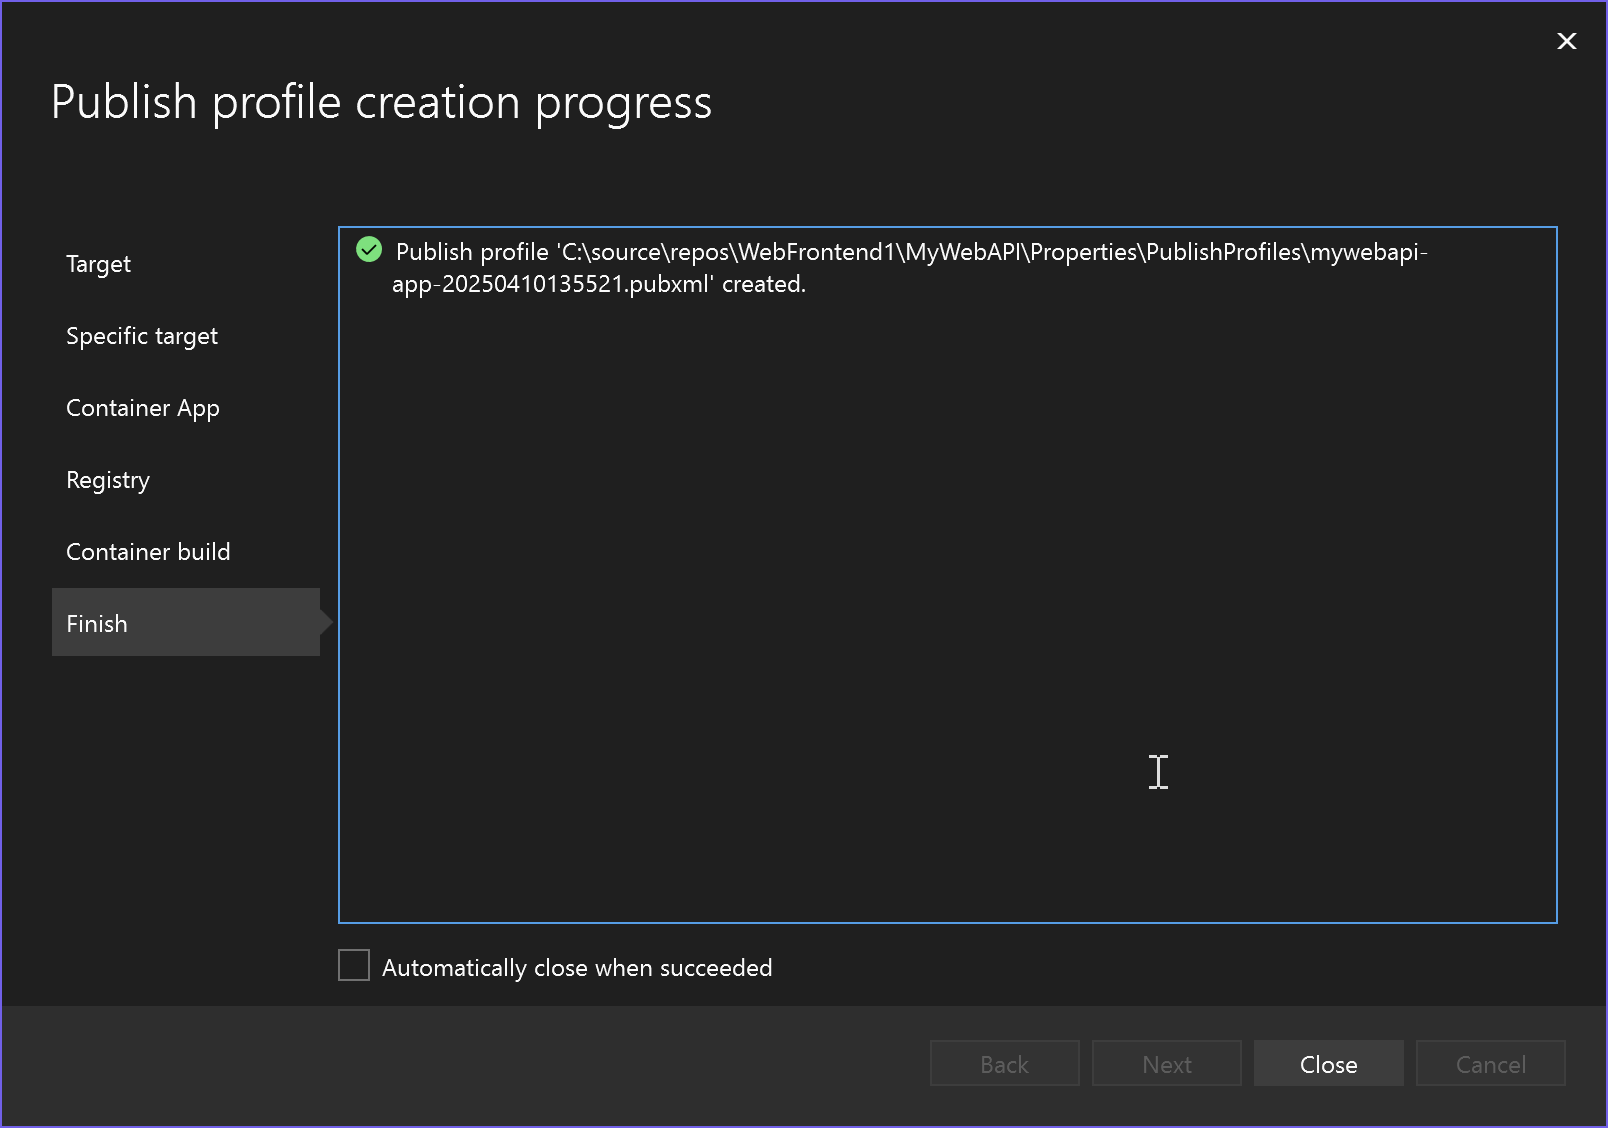 Publish profile creation progress
Target
Specific target
Container App
Registry
Container build
Finish
Publish profile 'C:\source\repos\WebFrontend1\MyWebAPI\Properties\PublishProfiles\mywebapi-
app-20250410135521.pubxml' created.
Automatically close when succeeded
Back
Next
Close
Cancel